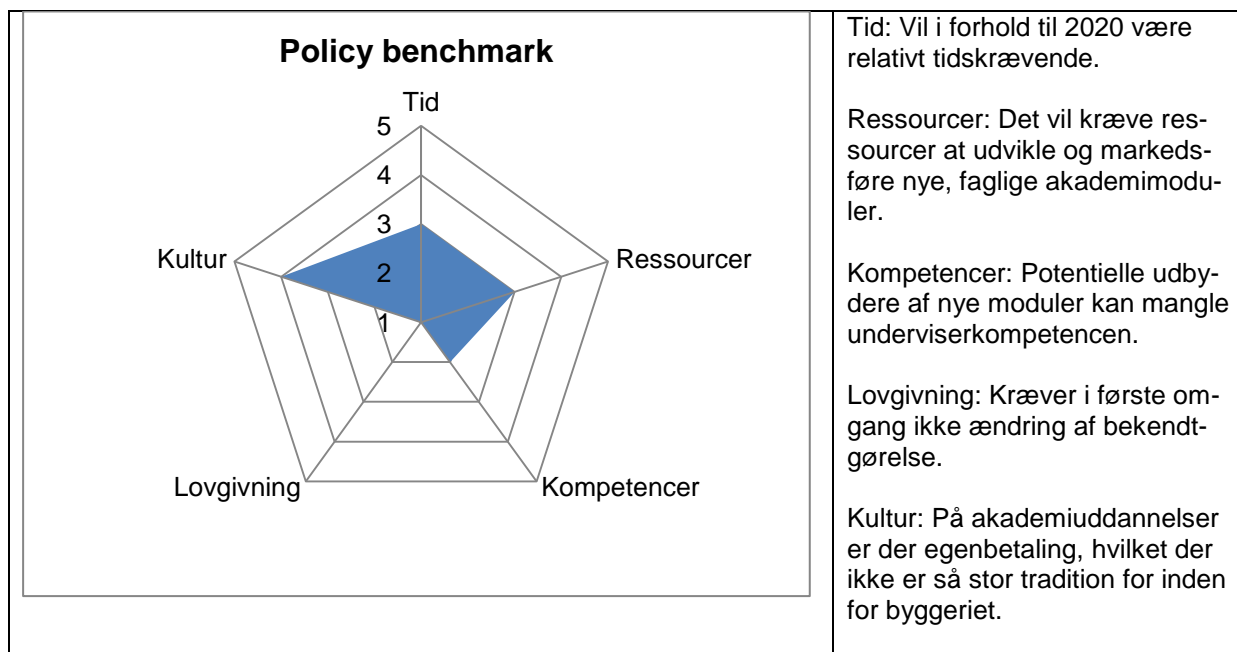 Policy benchmark
Tid
5
4
3
2
1
Kultur
Ressourcer
Lovgivning
Kompetencer
Tid: Vil i forhold til 2020 være
relativt tidskrævende.
Ressourcer: Det vil kræve res-
sourcer at udvikle og markeds-
føre nye, faglige akademimodu-
ler.
Kompetencer: Potentielle udby-
dere af nye moduler kan mangle
underviserkompetencen.
Lovgivning: Kræver i første om-
gang ikke ændring af bekendt-
gørelse.
Kultur: På akademiuddannelser
er der egenbetaling, hvilket der
ikke er så stor tradition for inden
for byggeriet.